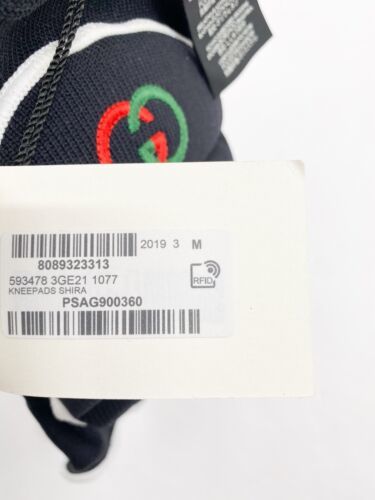 2019 3 M
8089323313
593478 3GE21 1077
KNEEPADS SHIRA
RFID
PSAG900360